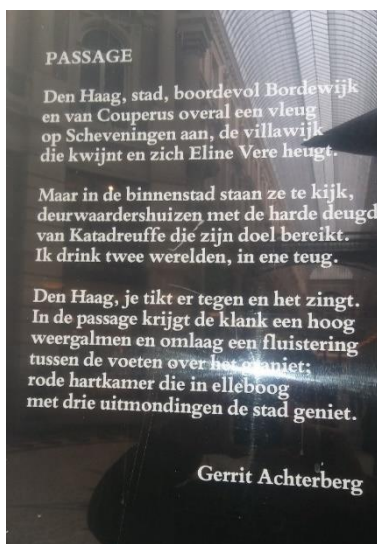 PASSAGE
Den Haag, stad, boordevol Bordewijk
en van Couperus overal een vleug
op Scheveningen aan, de villawijk
die kwijnt en zich Eline Vere heugt.
Maar in de binnenstad staan ze te kijk,
deurwaardershuizen met de harde deugd
van Katadreuffe die zijn doel bereikt.
Ik drink twee werelden, in ene teug.
Den Haag, je tikt er tegen en het zingt.
In de passage krijgt de klank een hoog
weergalmen en omlaag een fluistering
tussen de voeten over het graniet;
rode hartkamer die in elleboog
met drie uitmondingen de stad geniet.
Gerrit Achterberg